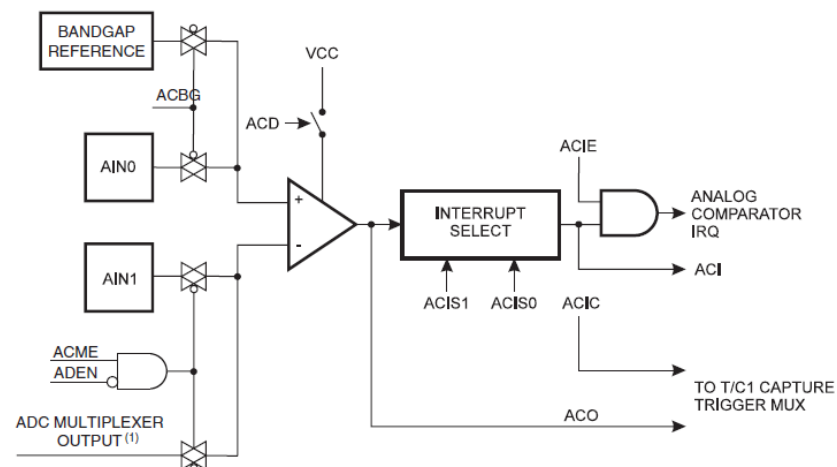 BANDGAP
REFERENCE
ACBG
VCC
ACD
AIN0
ACIE
+
-
INTERRUPT
SELECT
ANALOG
COMPARATOR
IRQ
ACI
AIN1
ACIS1
ACIS0
ACIC
ACME
ADEN
TO T/C1 CAPTURE
TRIGGER MUX
ACO
ADC MULTIPLEXER
OUTPUT (1)